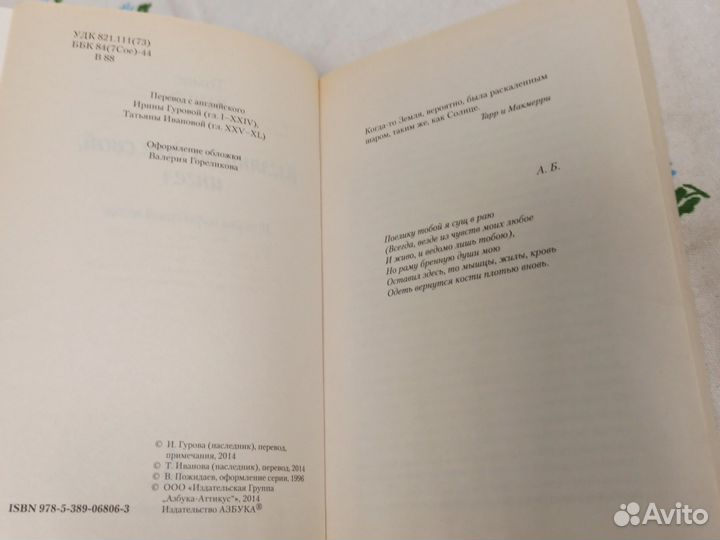 УДК 821.111(73)
ББК 84(7Сое)-44
В 88
Перевод с английского
Ирины Гуровой (гл. I–XXIV),
Татьяны Ивановой (гл. XXV–XL)
Оформление обложки
Валерия Гореликова
© И. Гурова (наследник), перевод,
примечания, 2014
© Т. Иванова (наследник), перевод, 2014
© В. Пожидаев, оформление серии, 1996
© ООО «Издательская Группа
„Азбука-Аттикус“», 2014
Издательство АЗБУКА®
ISBN 978-5-389-06806-3
Когда-то Земля, вероятно, была раскаленным
шаром, таким же, как Солнце.
Тарр и Макмерри
А. Б.
Поелику тобой я сущ в раю
(Всегда, везде из чувств моих любое
И живо, и ведомо лишь тобою),
Но раму бренную души мою
Оставил здесь, то мышцы, жилы, кровь
Одеть вернутся кости плотью вновь.
Avito